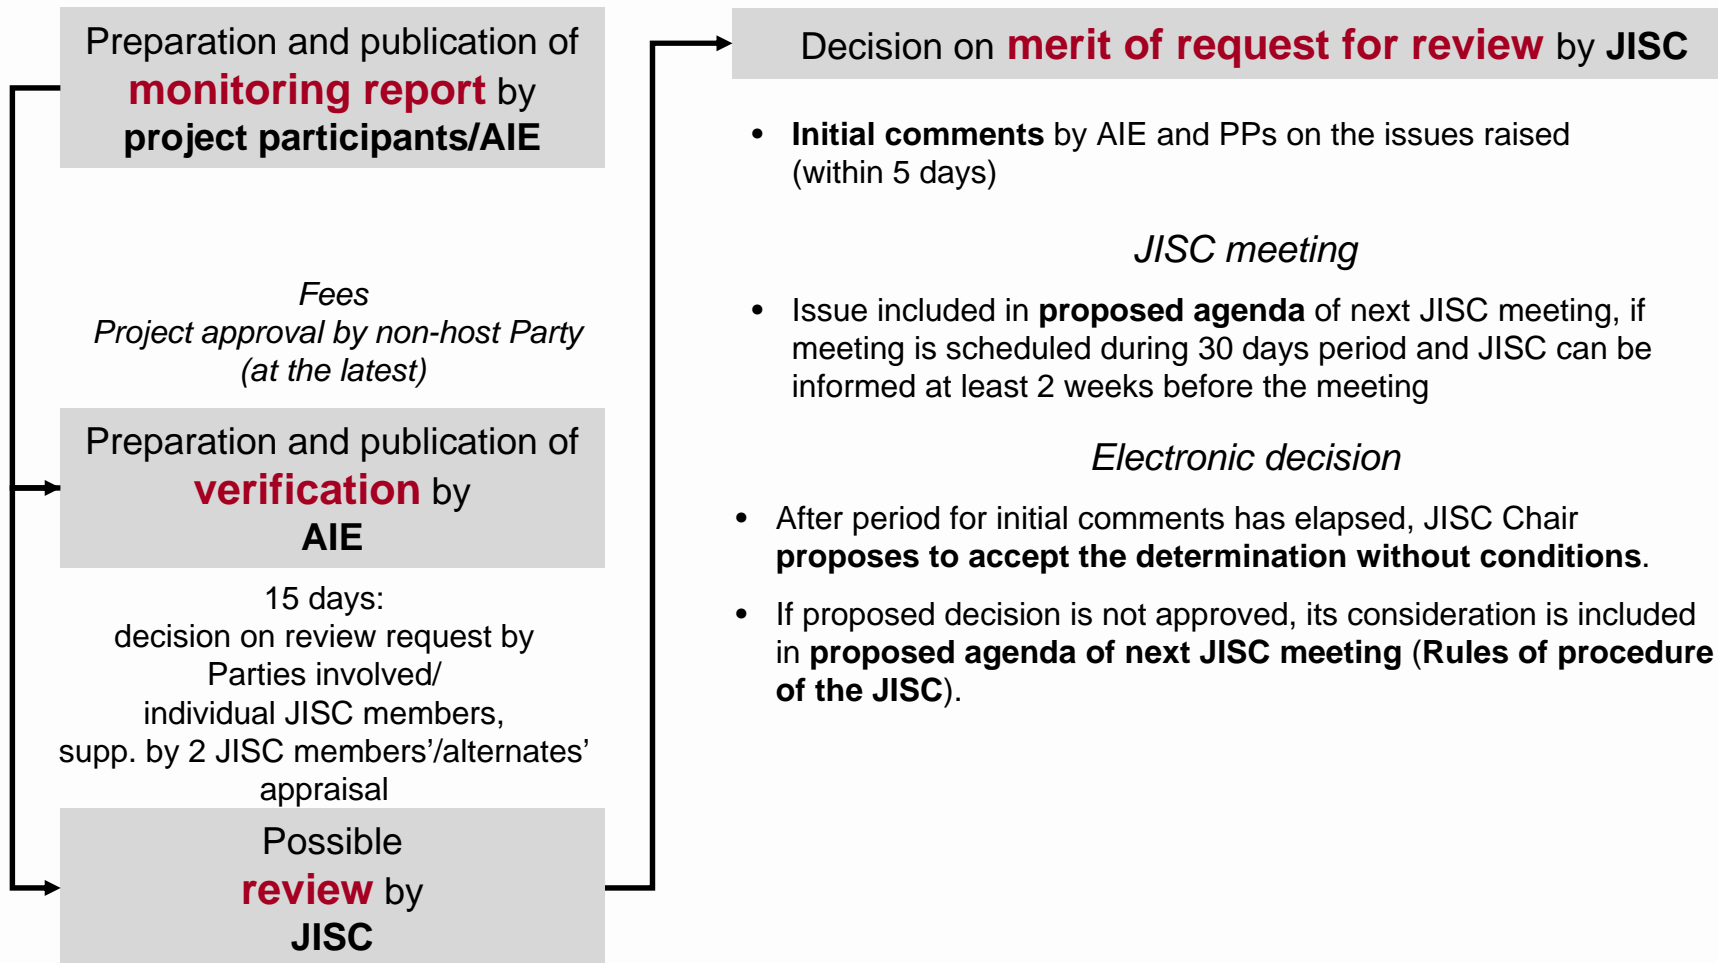 Preparation and publication of
monitoring report by
project participants/AIE
Fees
Project approval by non-host Party
(at the latest)
Preparation and publication of
verification by
AIE
15 days:
decision on review request by
Parties involved/
individual JISC members,
supp. by 2 JISC members’/alternates’
appraisal
Possible
review by
JISC
Decision on merit of request for review by JISC
• Initial comments by AIE and PPs on the issues raised
(within 5 days)
JISC meeting
• Issue included in proposed agenda of next JISC meeting, if
meeting is scheduled during 30 days period and JISC can be
informed at least 2 weeks before the meeting
Electronic decision
• After period for initial comments has elapsed, JISC Chair
proposes to accept the determination without conditions.
• If proposed decision is not approved, its consideration is included
in proposed agenda of next JISC meeting (Rules of procedure
of the JISC).